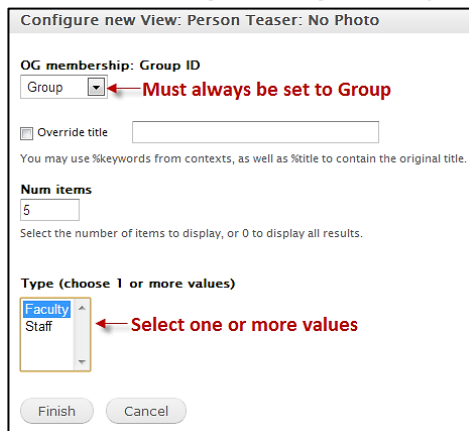 Configure new View: Person Teaser: No Photo
OG membership: Group ID
Group Must always be set to Group
Override title
You may use %keywords from contexts, as well as %title to contain the original title.
Num items
5
Select the number of items to display, or 0 to display all results.
Type (choose 1 or more values)
Faculty
Staff Select one or more values
Finish Cancel